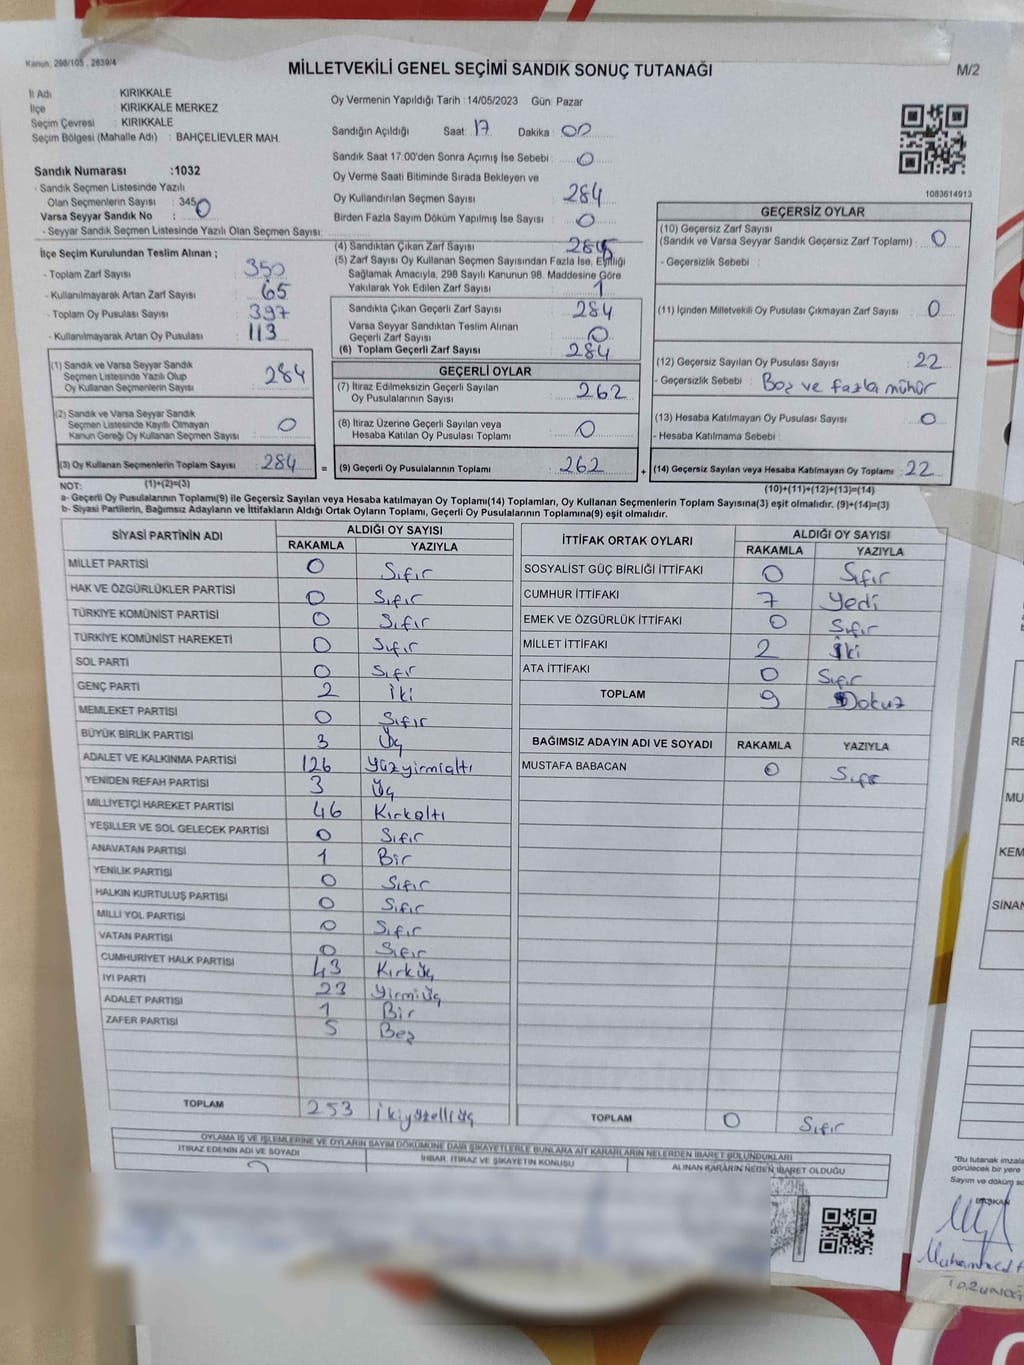 Kanun, 298/105, 2839/4
MİLLETVEKİLİ GENEL SEÇİMİ SANDIK SONUÇ TUTANAĞI
M/2
İl Adı : KIRIKKALE
İlçe : KIRIKKALE MERKEZ
Seçim Çevresi : KIRIKKALE
Seçim Bölgesi (Mahalle Adı) : BAHÇELİEVLER MAH.
Sandık Numarası :1032
- Sandık Seçmen Listesinde Yazılı
Olan Seçmenlerin Sayısı : 345
Varsa Seyyar Sandık No : 0
- Seyyar Sandık Seçmen Listesinde Yazılı Olan Seçmen Sayısı:
Oy Vermenin Yapıldığı Tarih :14/05/2023 Gün: Pazar
Sandığın Açıldığı Saat: 17 Dakika : 00
Sandık Saat 17:00'den Sonra Açımış İse Sebebi : 0
Oy Verme Saati Bitiminde Sırada Bekleyen ve
Oy Kullandırılan Seçmen Sayısı : 284
Birden Fazla Sayım Döküm Yapılmış İse Sayısı : 0
1083614913
İlçe Seçim Kurulundan Teslim Alınan ;
- Toplam Zarf Sayısı : 350
- Kullanılmayarak Artan Zarf Sayısı : 65
- Toplam Oy Pusulası Sayısı : 397
- Kullanılmayarak Artan Oy Pusulası : 113
(4) Sandıktan Çıkan Zarf Sayısı : 285
(5) Zarf Sayısı Oy Kullanan Seçmen Sayısından Fazla İse, Eşitliği
Sağlamak Amacıyla, 298 Sayılı Kanunun 98. Maddesine Göre
Yakılarak Yok Edilen Zarf Sayısı : 1
Sandıkta Çıkan Geçerli Zarf Sayısı : 284
Varsa Seyyar Sandıktan Teslim Alınan
Geçerli Zarf Sayısı : 0
(6) Toplam Geçerli Zarf Sayısı : 284
GEÇERSİZ OYLAR
(10) Geçersiz Zarf Sayısı
(Sandık ve Varsa Seyyar Sandık Geçersiz Zarf Toplamı) : 0
- Geçersizlik Sebebi :
(11) İçinden Milletvekili Oy Pusulası Çıkmayan Zarf Sayısı : 0
(12) Geçersiz Sayılan Oy Pusulası Sayısı : 22
- Geçersizlik Sebebi : Boş ve fazla mühür
(13) Hesaba Katılmayan Oy Pusulası Sayısı : 0
- Hesaba Katılmama Sebebi :
(1) Sandık ve Varsa Seyyar Sandık
Seçmen Listesinde Yazılı Olup
Oy Kullanan Seçmenlerin Sayısı : 284
(2) Sandık ve Varsa Seyyar Sandık
Seçmen Listesinde Kayıtlı Olmayan
Kanun Gereği Oy Kullanan Seçmen Sayısı : 0
GEÇERLİ OYLAR
(7) İtiraz Edilmeksizin Geçerli Sayılan
Oy Pusulalarının Sayısı : 262
(8) İtiraz Üzerine Geçerli Sayılan veya
Hesaba Katılan Oy Pusulası Toplamı : 0
(3) Oy Kullanan Seçmenlerin Toplam Sayısı : 284 = (9) Geçerli Oy Pusulalarının Toplamı : 262 + (14) Geçersiz Sayılan veya Hesaba Katılmayan Oy Toplamı : 22
NOT: (1)+(2)=(3) (10)+(11)+(12)+(13)=(14)
a- Geçerli Oy Pusulalarının Toplamı(9) ile Geçersiz Sayılan veya Hesaba katılmayan Oy Toplamı(14) Toplamları, Oy Kullanan Seçmenlerin Toplam Sayısına(3) eşit olmalıdır. (9)+(14)=(3)
b- Siyasi Partilerin, Bağımsız Adayların ve İttifakların Aldığı Ortak Oyların Toplamı, Geçerli Oy Pusulalarının Toplamına(9) eşit olmalıdır.
SİYASİ PARTİNİN ADI ALDIĞI OY SAYISI
RAKAMLA YAZIYLA
MİLLET PARTİSİ 0 Sıfır
HAK VE ÖZGÜRLÜKLER PARTİSİ 0 Sıfır
TÜRKİYE KOMÜNİST PARTİSİ 0 Sıfır
TÜRKİYE KOMÜNİST HAREKETİ 0 Sıfır
SOL PARTİ 0 Sıfır
GENÇ PARTİ 2 İki
MEMLEKET PARTİSİ 0 Sıfır
BÜYÜK BİRLİK PARTİSİ 3 Üç
ADALET VE KALKINMA PARTİSİ 126 Yüzyirmialtı
YENİDEN REFAH PARTİSİ 3 Üç
MİLLİYETÇİ HAREKET PARTİSİ 46 Kırkaltı
YEŞİLLER VE SOL GELECEK PARTİSİ 0 Sıfır
ANAVATAN PARTİSİ 1 Bir
YENİLİK PARTİSİ 0 Sıfır
HALKIN KURTULUŞ PARTİSİ 0 Sıfır
MİLLİ YOL PARTİSİ 0 Sıfır
VATAN PARTİSİ 0 Sıfır
CUMHURİYET HALK PARTİSİ 43 Kırküç
İYİ PARTİ 23 Yirmiüç
ADALET PARTİSİ 1 Bir
ZAFER PARTİSİ 5 Beş
TOPLAM 253 İkiyüzelliüç
İTTİFAK ORTAK OYLARI ALDIĞI OY SAYISI
RAKAMLA YAZIYLA
SOSYALİST GÜÇ BİRLİĞİ İTTİFAKI 0 Sıfır
CUMHUR İTTİFAKI 7 Yedi
EMEK VE ÖZGÜRLÜK İTTİFAKI 0 Sıfır
MİLLET İTTİFAKI 2 İki
ATA İTTİFAKI 0 Sıfır
TOPLAM 9 Dokuz
BAĞIMSIZ ADAYIN ADI VE SOYADI RAKAMLA YAZIYLA
MUSTAFA BABACAN 0 Sıfır
TOPLAM 0 Sıfır
OYLAMA İŞ VE İŞLEMLERİNE VE OYLARIN SAYIM DÖKÜMÜNE DAİR ŞİKAYETLERLE BUNLARA AİT KARARLARIN NELERDEN İBARET BULUNDUKLARI
İTİRAZ EDENİN ADI VE SOYADI İHBAR, İTİRAZ VE ŞİKAYETİN KONUSU ALINAN KARARIN NEDEN İBARET OLDUĞU
RE
MU
KEM
SİNAN
"Bu tutanak imzala
görülecek bir yere
Sayım ve döküm so
BAŞKAN